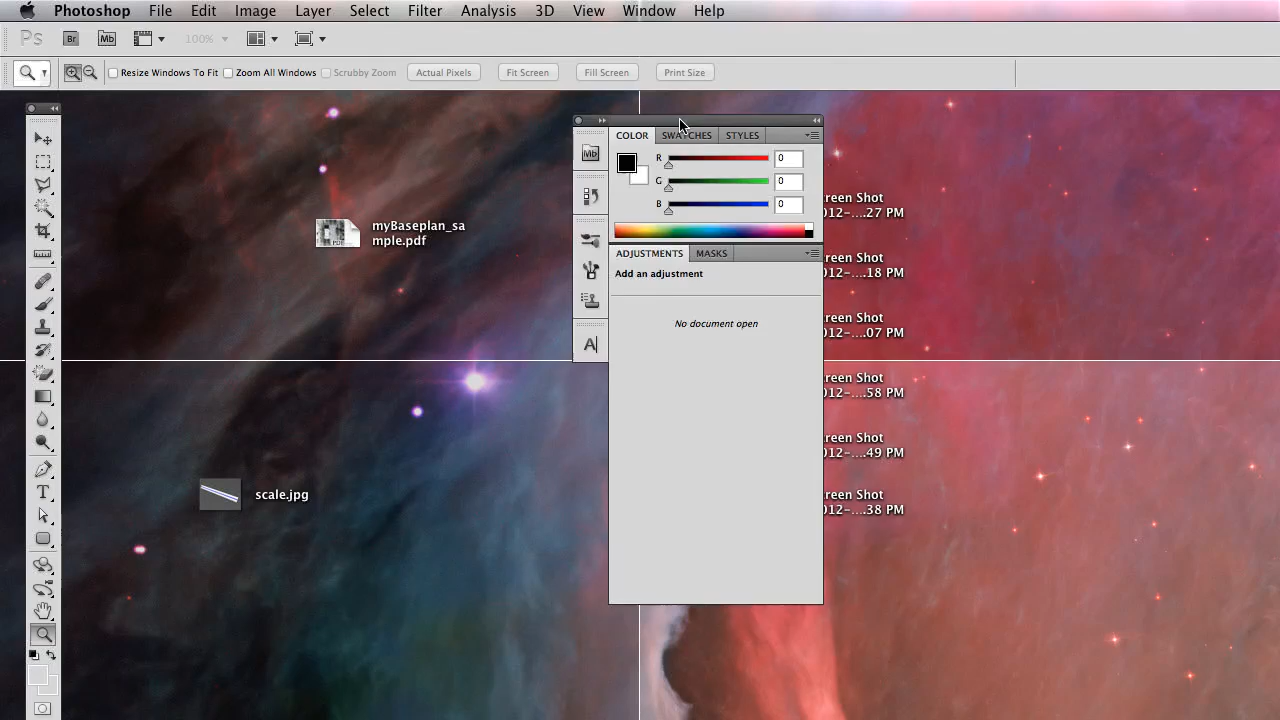 Photoshop File Edit Image Layer Select Filter Analysis 3D View Window Help
Ps Br Mb 100%
Resize Windows To Fit Zoom All Windows Scrubby Zoom Actual Pixels Fit Screen Fill Screen Print Size
COLOR SWATCHES STYLES
Mb
R 0
G 0
B 0
myBaseplan_sa
mple.pdf
PDF
ADJUSTMENTS MASKS
Add an adjustment
No document open
A
T
scale.jpg
reen Shot
012-....27 PM
reen Shot
012-....18 PM
reen Shot
012-....07 PM
reen Shot
012-....58 PM
reen Shot
012-....49 PM
reen Shot
012-....38 PM